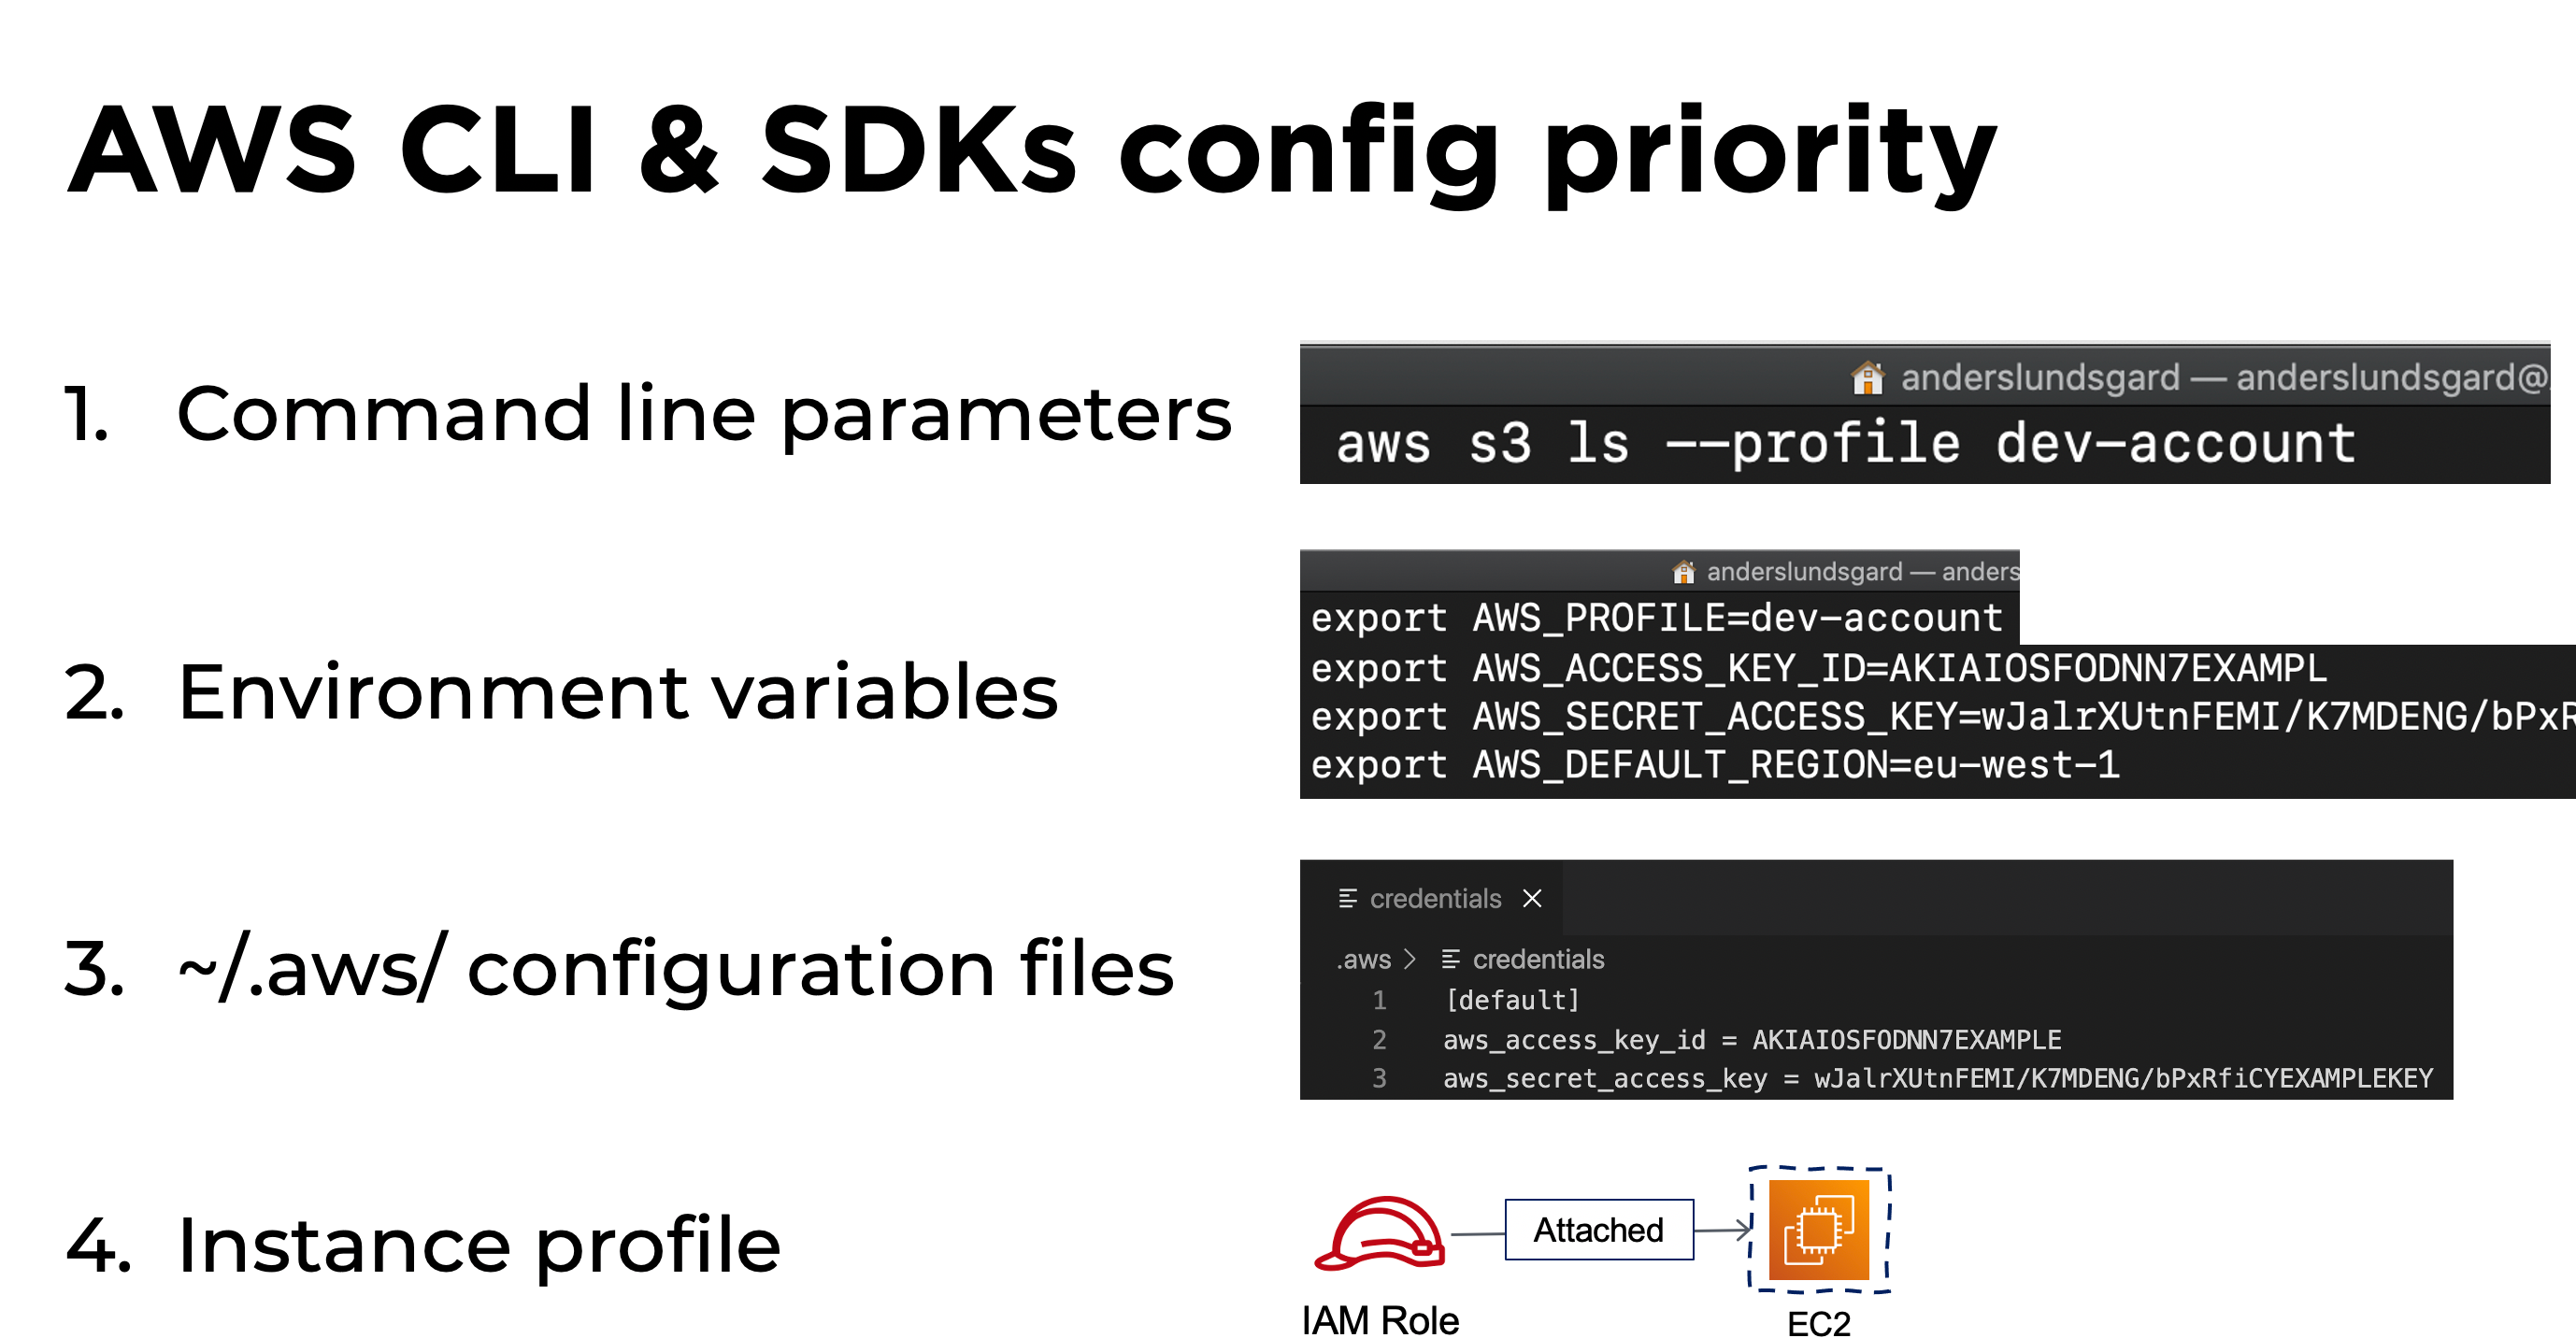 AWS CLI & SDKs config priority
1. Command line parameters
anderslundsgard — anderslundsgard@
aws s3 ls --profile dev-account
2. Environment variables
anderslundsgard — anders
export AWS_PROFILE=dev-account
export AWS_ACCESS_KEY_ID=AKIAIOSFODNN7EXAMPL
export AWS_SECRET_ACCESS_KEY=wJalrXUtnFEMI/K7MDENG/bPxR
export AWS_DEFAULT_REGION=eu-west-1
3. ~/.aws/ configuration files
credentials
.aws > credentials
1 [default]
2 aws_access_key_id = AKIAIOSFODNN7EXAMPLE
3 aws_secret_access_key = wJalrXUtnFEMI/K7MDENG/bPxRfiCYEXAMPLEKEY
4. Instance profile
Attached
IAM Role
EC2